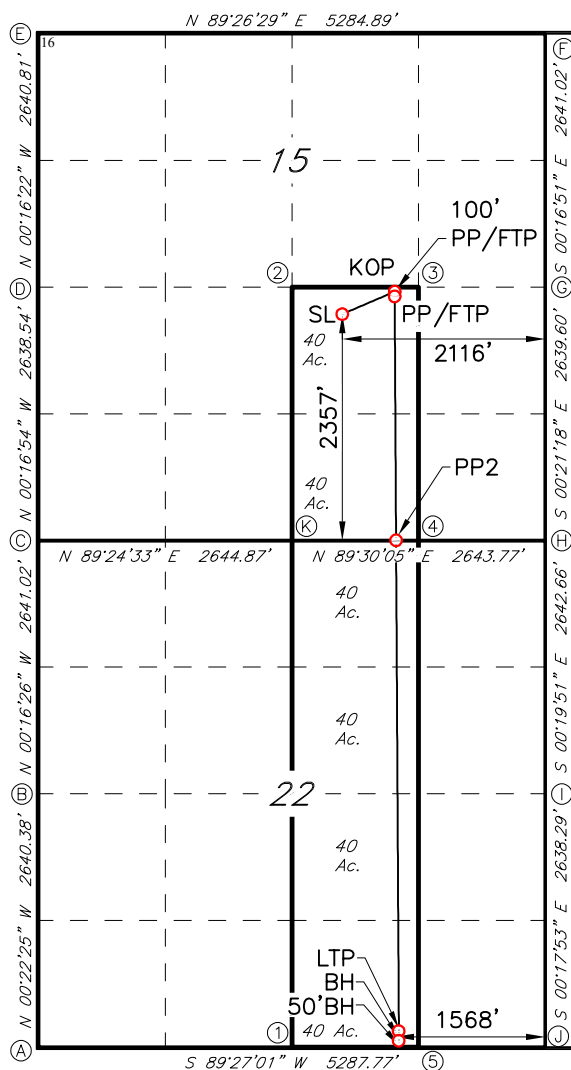 N 89°26'29" E 5284.89'
E
F
16
N 00°16'22" W 2640.81'
S 00°16'51" E 2641.02'
15
100'
PP/FTP
KOP
2
3
D
G
SL
PP/FTP
40
Ac.
2116'
N 00°16'54" W 2638.54'
S 00°21'18" E 2639.60'
2357'
40
Ac.
PP2
K
4
C
H
N 89°24'33" E 2644.87'
N 89°30'05" E 2643.77'
40
Ac.
N 00°16'26" W 2641.02'
S 00°19'51" E 2642.66'
40
Ac.
B
22
I
40
Ac.
N 00°22'25" W 2640.38'
S 00°17'53" E 2638.29'
LTP
BH
50'BH
1568'
1
40 Ac.
A
J
S 89°27'01" W 5287.77'
5